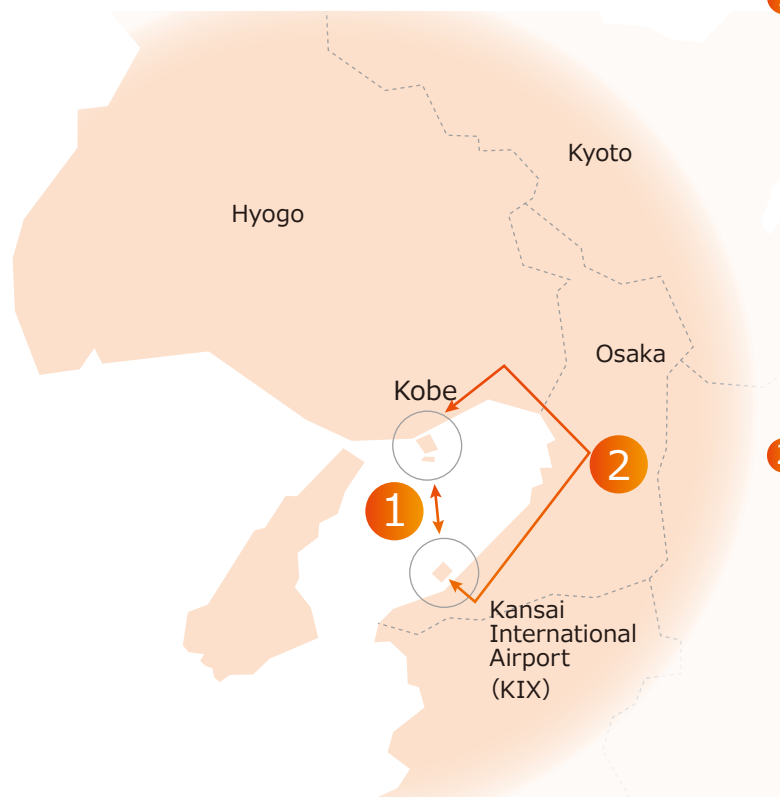 Kyoto
Hyogo
Osaka
Kobe
2
1
Kansai
International
Airport
(KIX)